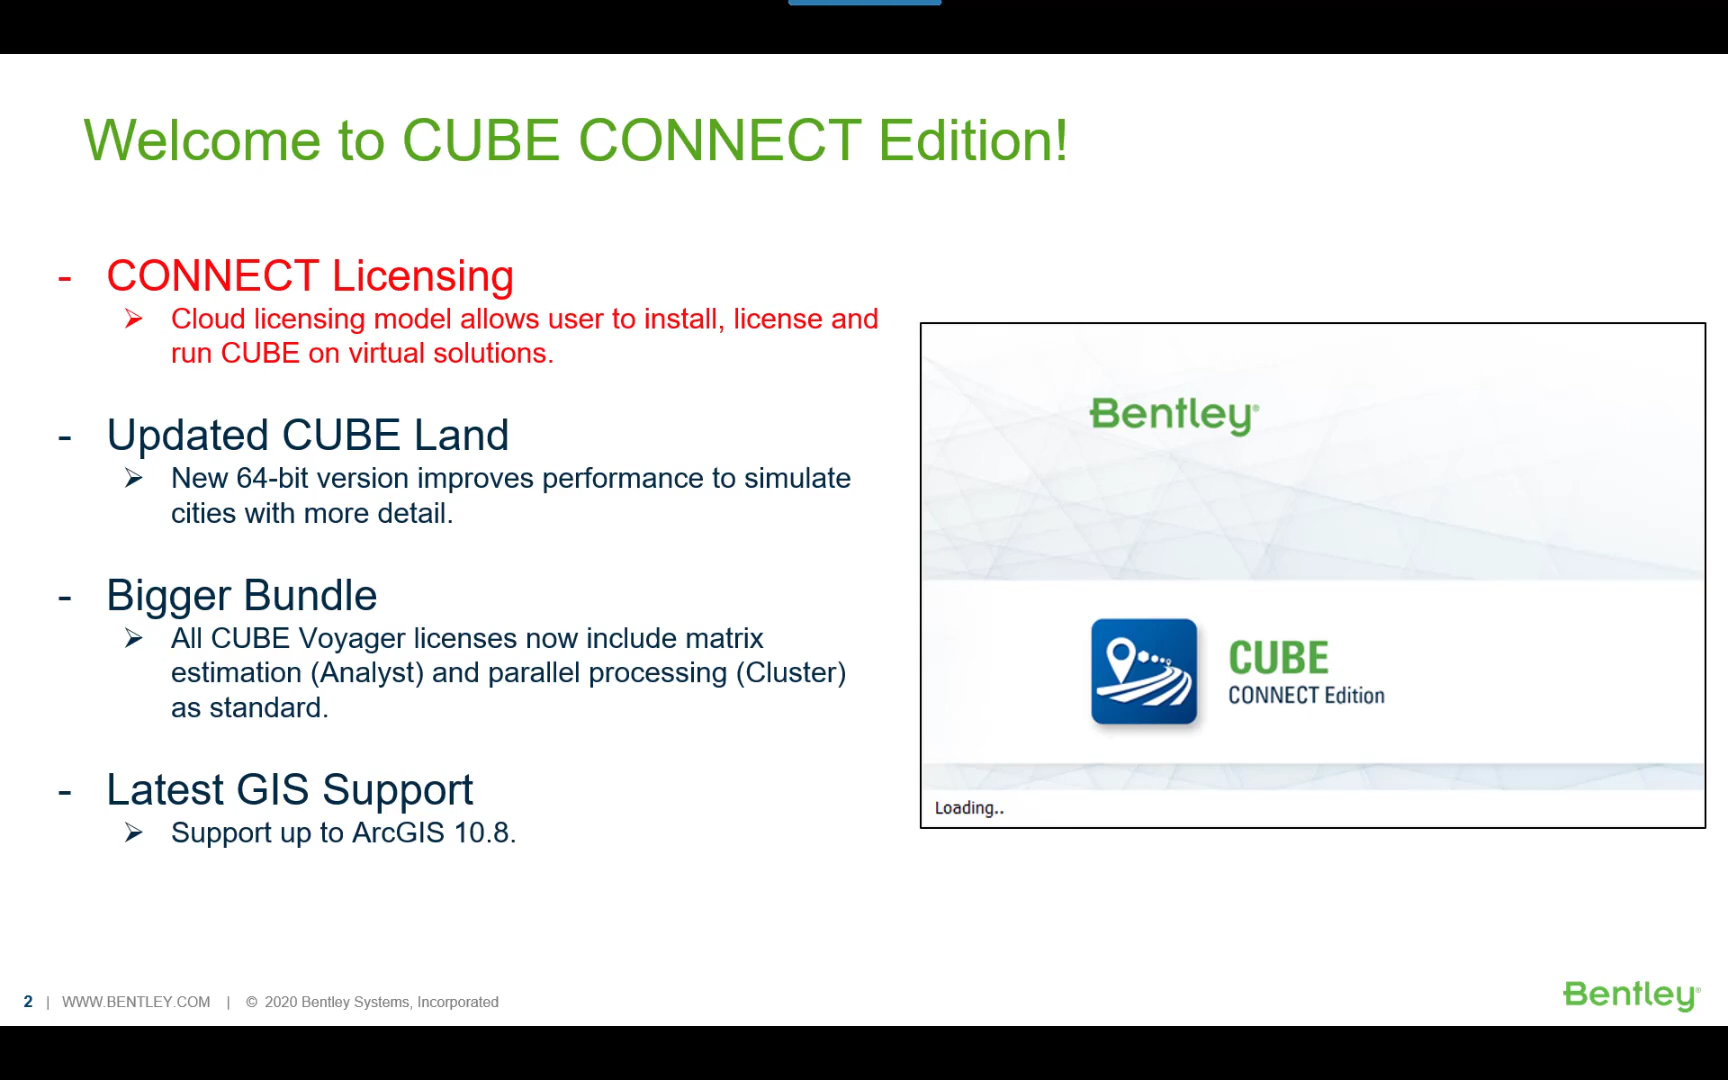 Welcome to CUBE CONNECT Edition!
- CONNECT Licensing
➢ Cloud licensing model allows user to install, license and
run CUBE on virtual solutions.
- Updated CUBE Land
➢ New 64-bit version improves performance to simulate
cities with more detail.
- Bigger Bundle
➢ All CUBE Voyager licenses now include matrix
estimation (Analyst) and parallel processing (Cluster)
as standard.
- Latest GIS Support
➢ Support up to ArcGIS 10.8.
Bentley®
CUBE
CONNECT Edition
Loading..
2 | WWW.BENTLEY.COM | © 2020 Bentley Systems, Incorporated
Bentley®